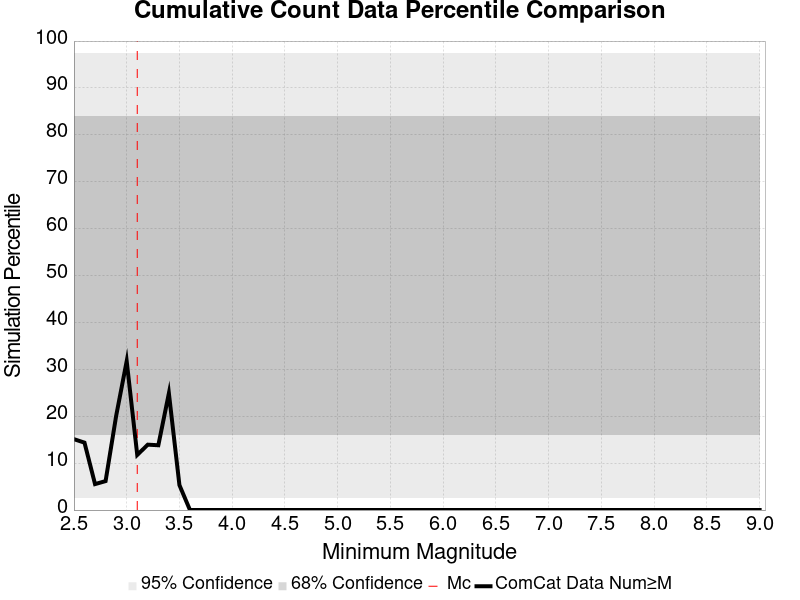 Cumulative Count Data Percentile Comparison
100
90
80
70
60
50
40
30
20
10
0
Simulation Percentile
2.5 3.0 3.5 4.0 4.5 5.0 5.5 6.0 6.5 7.0 7.5 8.0 8.5 9.0
Minimum Magnitude
95% Confidence 68% Confidence Mc ComCat Data Num≥M